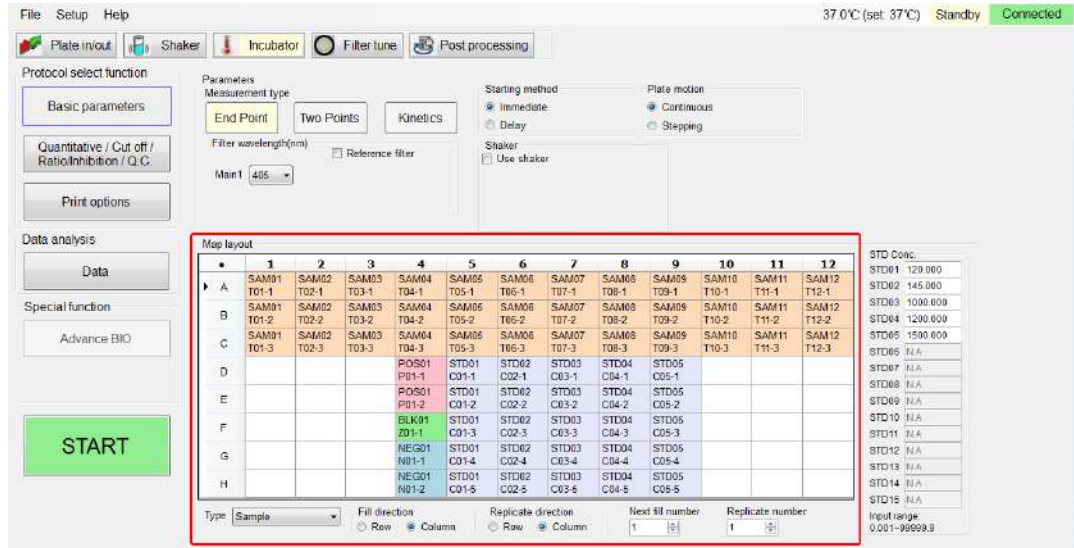 File Setup Help 37.0℃ (set: 37℃) Standby Connected
Plate in/out Shaker Incubator Filter tune Post processing
Protocol select function
Basic parameters
Quantitative / Cut off /
Ratio/Inhibition / Q.C.
Print options
Data analysis
Data
Special function
Advance BIO
START
Parameters
Measurement type
End Point Two Points Kinetics
Filter wavelength(nm)
Reference filter
Main1 405
Starting method
Immediate
Delay
Shaker
Use shaker
Plate motion
Continuous
Stepping
Map layout
1 2 3 4 5 6 7 8 9 10 11 12
SAM01 SAM02 SAM03 SAM04 SAM05 SAM06 SAM07 SAM08 SAM09 SAM10 SAM11 SAM12
A
T01-1 T02-1 T03-1 T04-1 T05-1 T06-1 T07-1 T08-1 T09-1 T10-1 T11-1 T12-1
SAM01 SAM02 SAM03 SAM04 SAM05 SAM06 SAM07 SAM08 SAM09 SAM10 SAM11 SAM12
B
T01-2 T02-2 T03-2 T04-2 T05-2 T06-2 T07-2 T08-2 T09-2 T10-2 T11-2 T12-2
SAM01 SAM02 SAM03 SAM04 SAM05 SAM06 SAM07 SAM08 SAM09 SAM10 SAM11 SAM12
C
T01-3 T02-3 T03-3 T04-3 T05-3 T06-3 T07-3 T08-3 T09-3 T10-3 T11-3 T12-3
POS01 STD01 STD02 STD03 STD04 STD05
D
P01-1 C01-1 C02-1 C03-1 C04-1 C05-1
POS01 STD01 STD02 STD03 STD04 STD05
E
P01-2 C01-2 C02-2 C03-2 C04-2 C05-2
BLK01 STD01 STD02 STD03 STD04 STD05
F
Z01-1 C01-3 C02-3 C03-3 C04-3 C05-3
NEG01 STD01 STD02 STD03 STD04 STD05
G
N01-1 C01-4 C02-4 C03-4 C04-4 C05-4
NEG01 STD01 STD02 STD03 STD04 STD05
H
N01-2 C01-5 C02-5 C03-5 C04-5 C05-5
Type Sample
Fill direction
Row Column
Replicate direction
Row Column
Next fill number
1
Replicate number
1
STD Conc.
STD01 120.000
STD02 145.000
STD03 1000.000
STD04 1200.000
STD05 1500.000
STD06 N.A
STD07 N.A
STD08 N.A
STD09 N.A
STD10 N.A
STD11 N.A
STD12 N.A
STD13 N.A
STD14 N.A
STD15 N.A
Input range:
0.001~99999.9